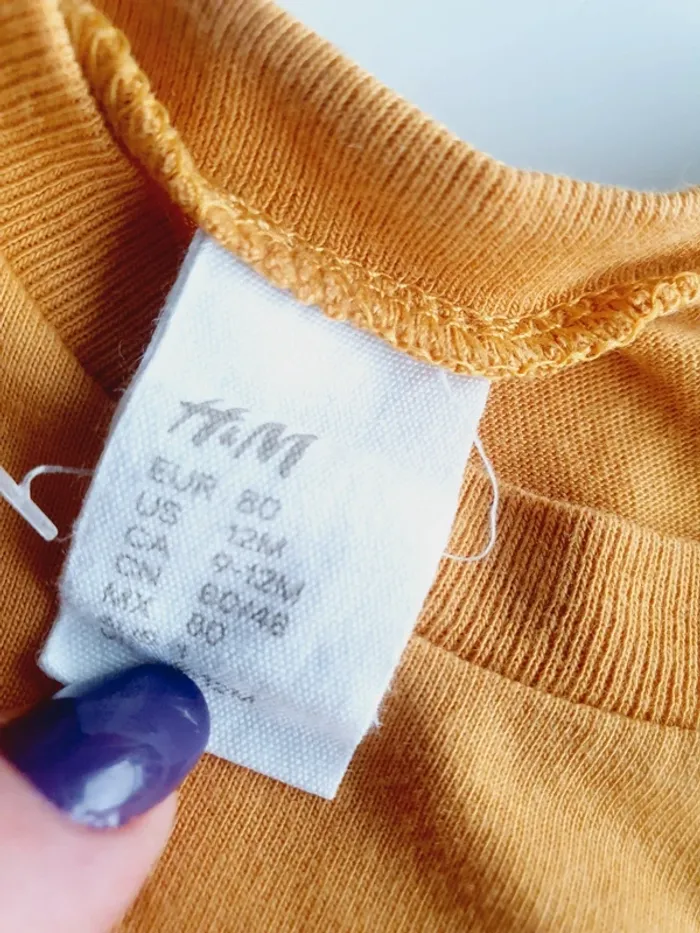 H&M
EUR 80
US 12M
CA 9-12M
CN 80/48
MX 80